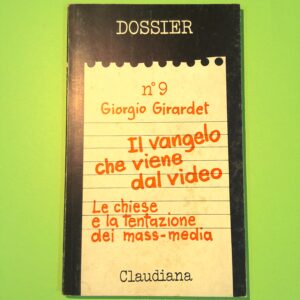 DOSSIER
n°9
Giorgio Girardet
Il vangelo
che viene
dal video
Le chiese
e la tentazione
dei mass-media
Claudiana